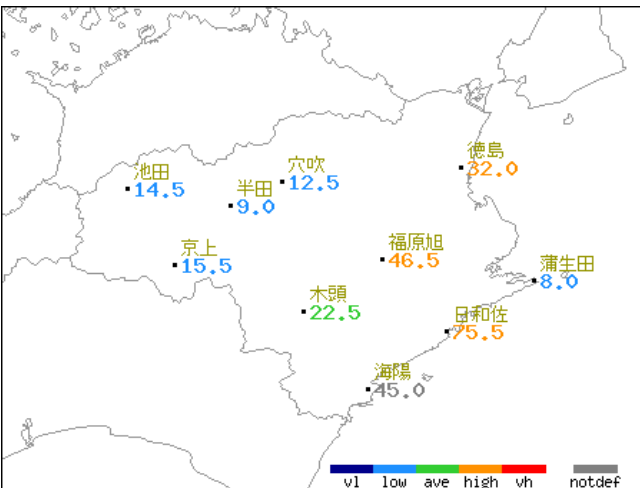 徳島
32.0
穴吹
12.5
池田
14.5
半田
9.0
福原旭
46.5
京上
15.5
蒲生田
8.0
木頭
22.5
日和佐
75.5
海陽
45.0
vl low ave high vh notdef